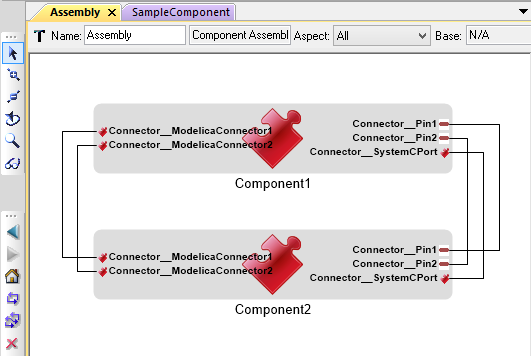 Assembly SampleComponent
Name: Assembly Component Assembl Aspect: All Base: N/A
Connector__ModelicaConnector1 Connector__Pin1
Connector__ModelicaConnector2 Connector__Pin2
Connector__SystemCPort
Component1
Connector__ModelicaConnector1 Connector__Pin1
Connector__ModelicaConnector2 Connector__Pin2
Connector__SystemCPort
Component2